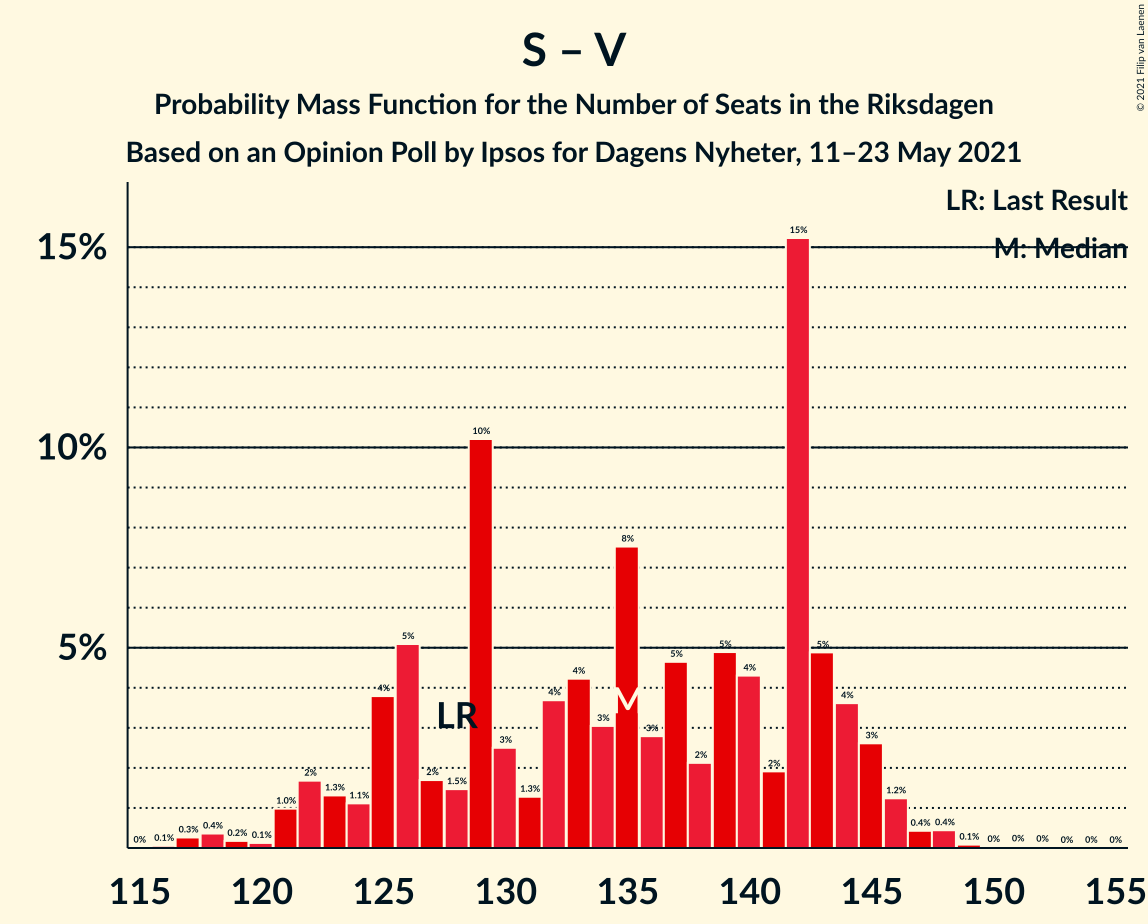 S – V
Probability Mass Function for the Number of Seats in the Riksdagen
Based on an Opinion Poll by Ipsos for Dagens Nyheter, 11–23 May 2021
© 2021 Filip van Laenen
LR: Last Result
M: Median
15%
10%
5%
0% 0.1% 0.3% 0.4% 0.2% 0.1% 1.0% 2% 1.3% 1.1% 4% 5% 2% 1.5% 10% 3% 1.3% 4% 4% 3% 8% 3% 5% 2% 5% 4% 2% 15% 5% 4% 3% 1.2% 0.4% 0.4% 0.1% 0% 0% 0% 0% 0% 0%
LR
M
115 120 125 130 135 140 145 150 155